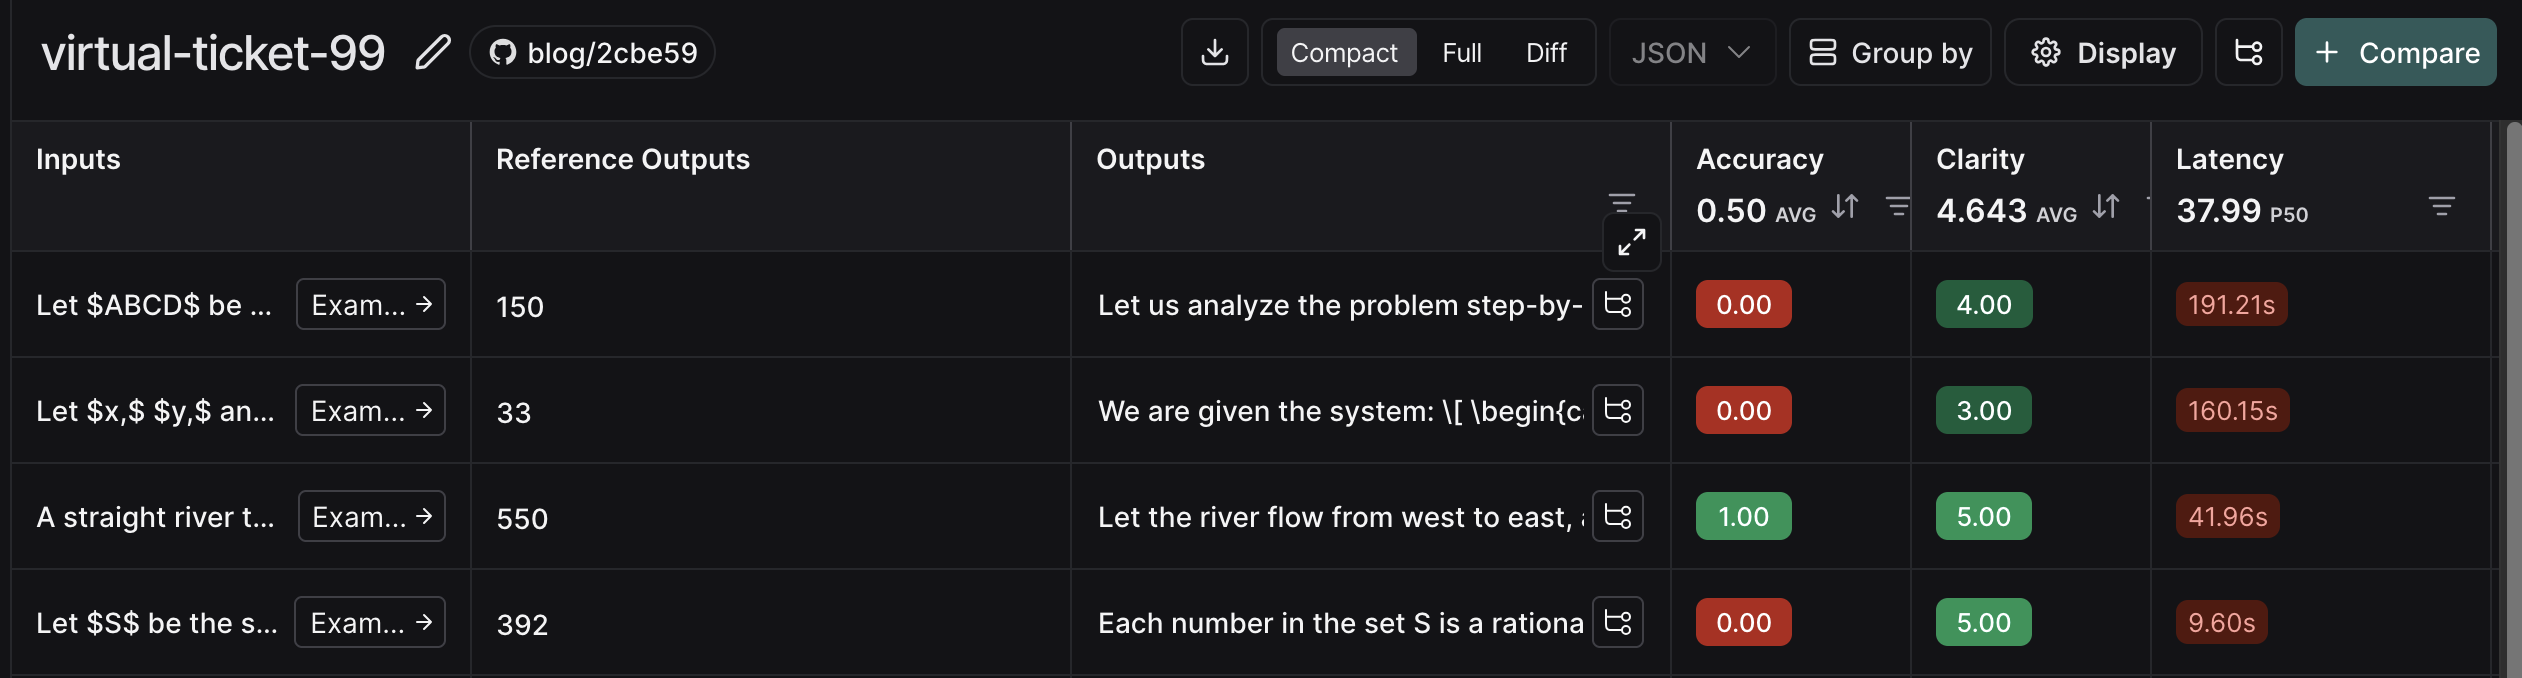 virtual-ticket-99
blog/2cbe59
Compact Full Diff
JSON
Group by
Display
+ Compare
Inputs
Reference Outputs
Outputs
Accuracy
0.50 AVG
Clarity
4.643 AVG
Latency
37.99 P50
Let $ABCD$ be ... Exam... → 150 Let us analyze the problem step-by- 0.00 4.00 191.21s
Let $x,$ $y,$ an... Exam... → 33 We are given the system: \[ \begin{c 0.00 3.00 160.15s
A straight river t... Exam... → 550 Let the river flow from west to east, 1.00 5.00 41.96s
Let $S$ be the s... Exam... → 392 Each number in the set S is a rationa 0.00 5.00 9.60s